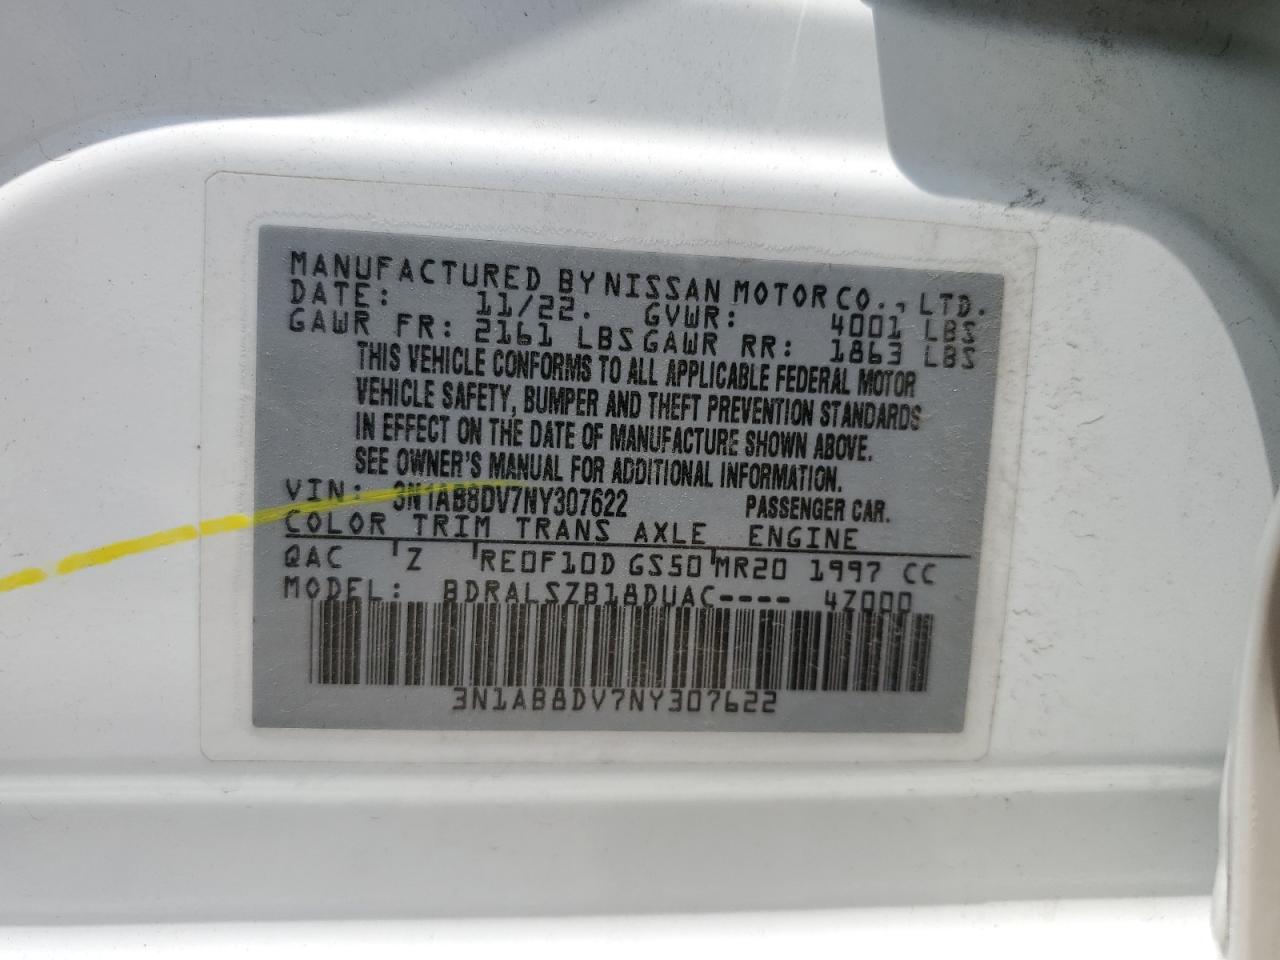 MANUFACTURED BY NISSAN MOTOR CO., LTD.
DATE: 11/22. GVWR: 4001 LBS
GAWR FR: 2161 LBS GAWR RR: 1863 LBS
THIS VEHICLE CONFORMS TO ALL APPLICABLE FEDERAL MOTOR
VEHICLE SAFETY, BUMPER AND THEFT PREVENTION STANDARDS
IN EFFECT ON THE DATE OF MANUFACTURE SHOWN ABOVE.
SEE OWNER'S MANUAL FOR ADDITIONAL INFORMATION.
VIN: 3N1AB8DV7NY307622 PASSENGER CAR.
COLOR TRIM TRANS AXLE ENGINE
QAC Z RE0F10D GS50 MR20 1997 CC
MODEL: BDRALSZB18DUAC---- 4Z000
3N1AB8DV7NY307622